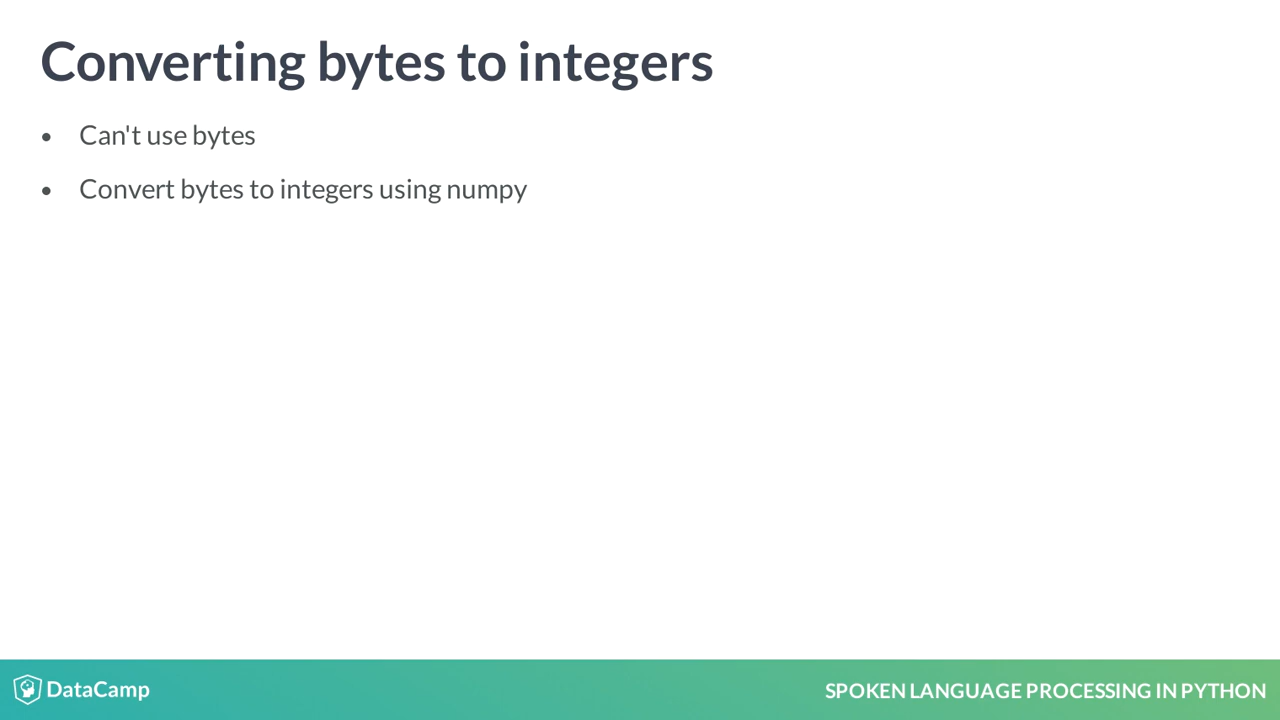 Converting bytes to integers
• Can't use bytes
• Convert bytes to integers using numpy
DataCamp
SPOKEN LANGUAGE PROCESSING IN PYTHON